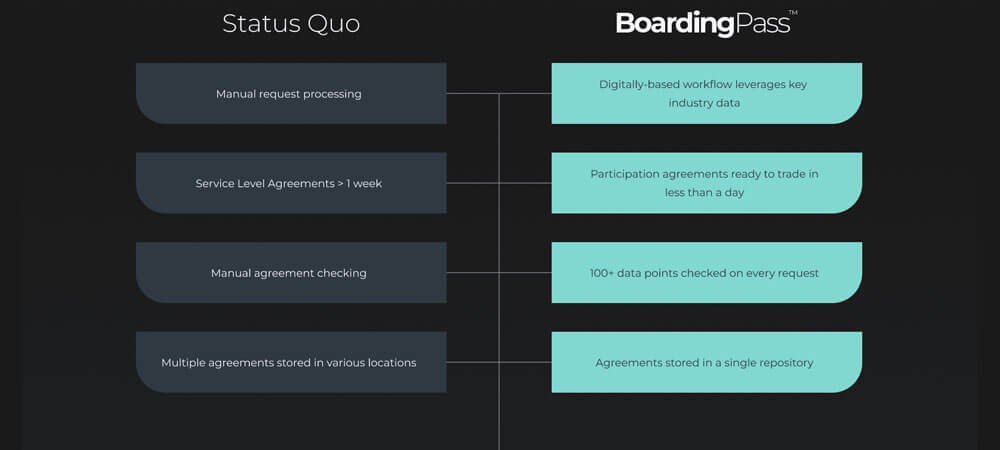 Status Quo
BoardingPass™
Manual request processing
Digitally-based workflow leverages key
industry data
Service Level Agreements > 1 week
Participation agreements ready to trade in
less than a day
Manual agreement checking
100+ data points checked on every request
Multiple agreements stored in various locations
Agreements stored in a single repository